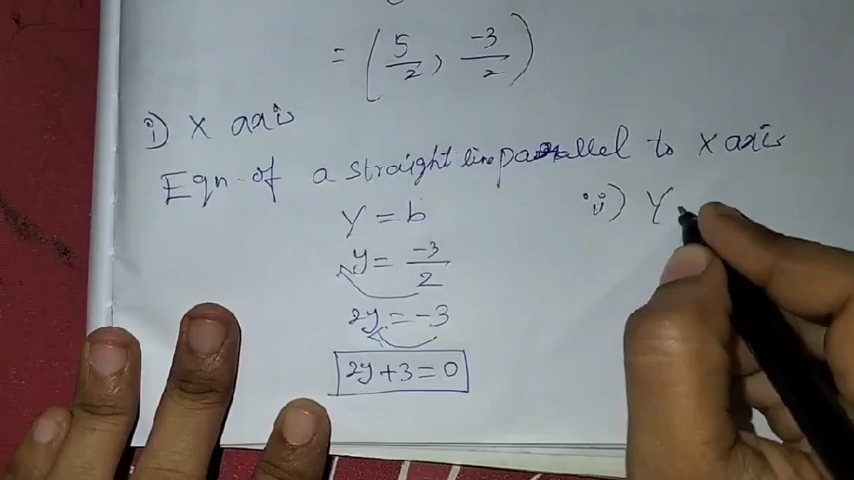 = (5/2, -3/2)
i) X axis
Eqn. of a straight line parallel to X axis
Y = b
y = -3/2
2y = -3
2y + 3 = 0
ii) Y